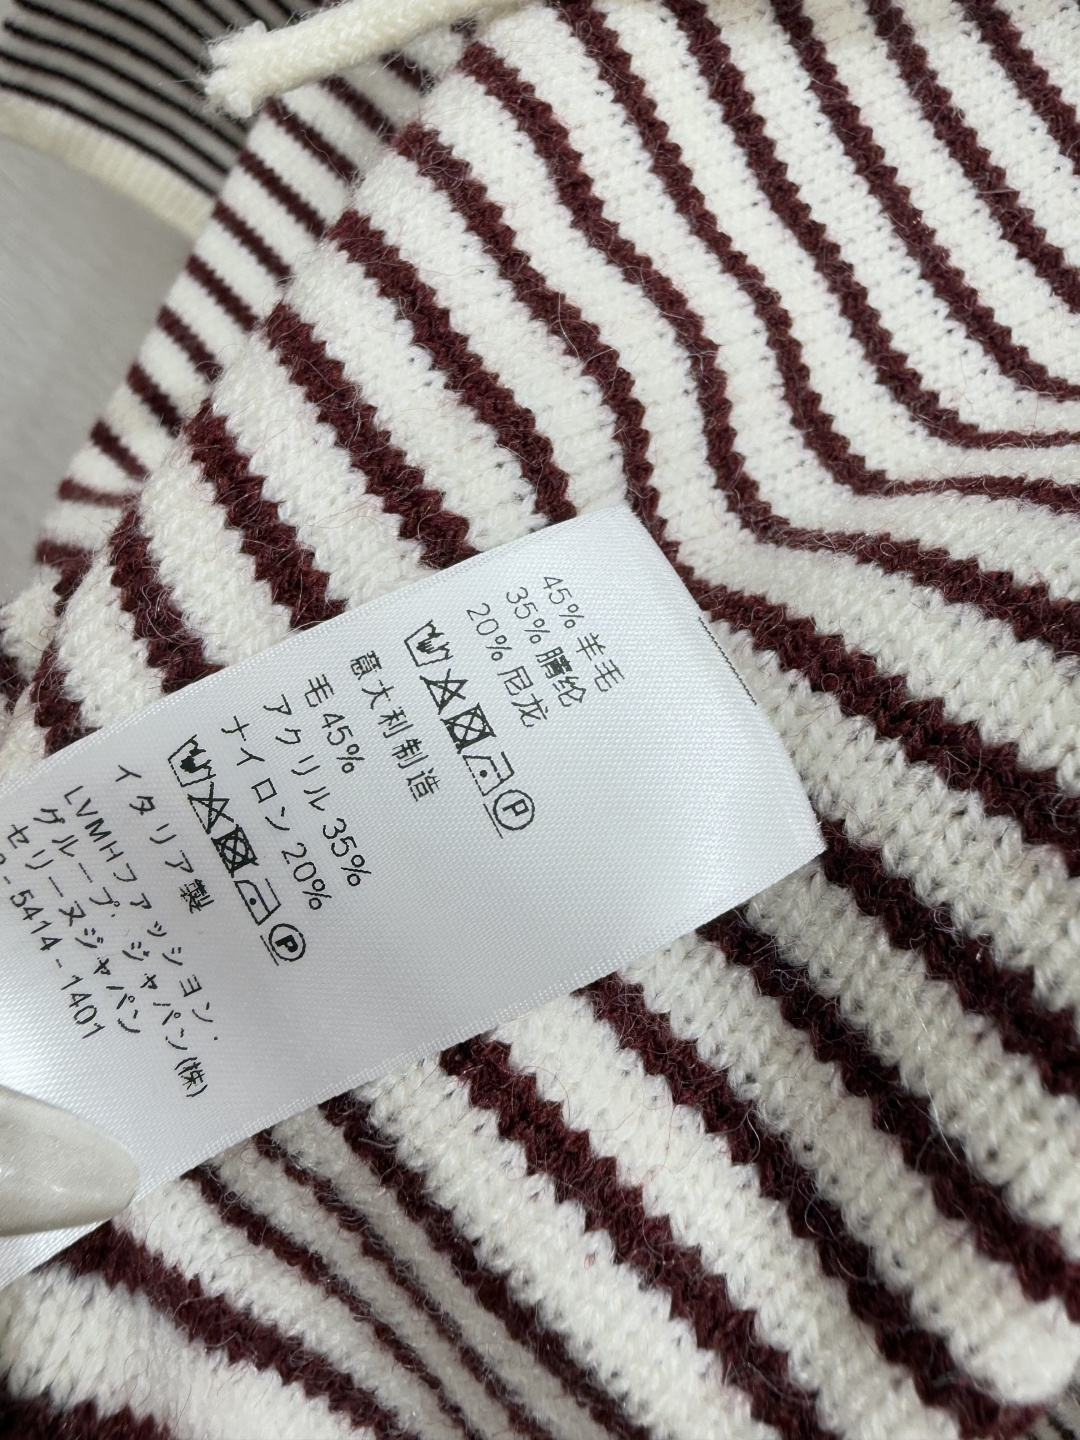 45% 羊毛
35% 腈纶
20% 尼龙
P
意大利制造
毛 45%
アクリル 35%
ナイロン 20%
P
イタリア製
LVMHファッション・
グループ・ジャパン(株)
セリーヌジャパン
-5414-1401